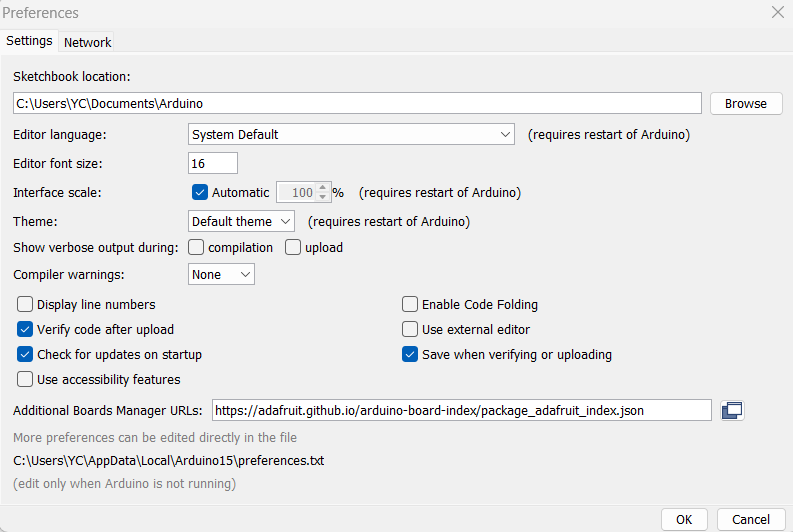 Preferences
Settings Network
Sketchbook location:
C:\Users\YC\Documents\Arduino Browse
Editor language: System Default (requires restart of Arduino)
Editor font size: 16
Interface scale: Automatic 100 % (requires restart of Arduino)
Theme: Default theme (requires restart of Arduino)
Show verbose output during: compilation upload
Compiler warnings: None
Display line numbers Enable Code Folding
Verify code after upload Use external editor
Check for updates on startup Save when verifying or uploading
Use accessibility features
Additional Boards Manager URLs: https://adafruit.github.io/arduino-board-index/package_adafruit_index.json
More preferences can be edited directly in the file
C:\Users\YC\AppData\Local\Arduino15\preferences.txt
(edit only when Arduino is not running)
OK Cancel